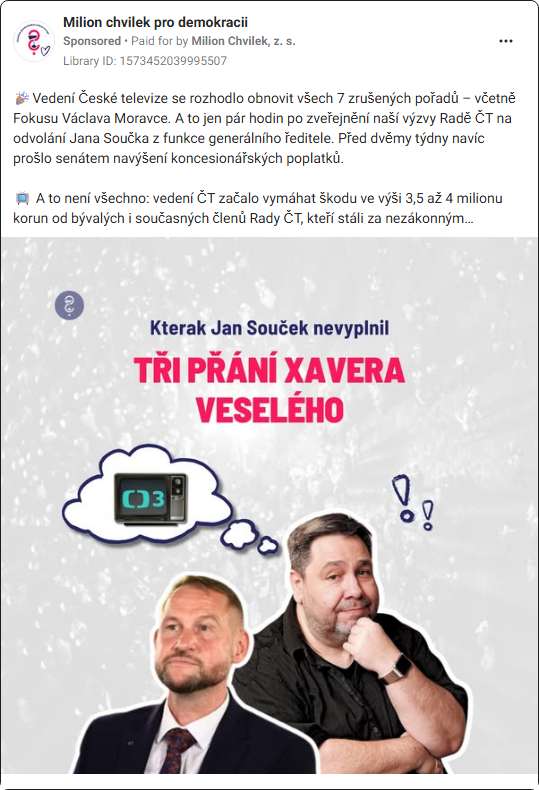 Milion chvilek pro demokracii
Sponsored • Paid for by Milion Chvilek, z. s.
Library ID: 1573452039995507
🎉 Vedení České televize se rozhodlo obnovit všech 7 zrušených pořadů – včetně
Fokusu Václava Moravce. A to jen pár hodin po zveřejnění naší výzvy Radě ČT na
odvolání Jana Součka z funkce generálního ředitele. Před dvěmy týdny navíc
prošlo senátem navýšení koncesionářských poplatků.
📺 A to není všechno: vedení ČT začalo vymáhat škodu ve výši 3,5 až 4 milionu
korun od bývalých i současných členů Rady ČT, kteří stáli za nezákonným...
Kterak Jan Souček nevyplnil
TŘI PŘÁNÍ XAVERA
VESELÉHO
3
! !